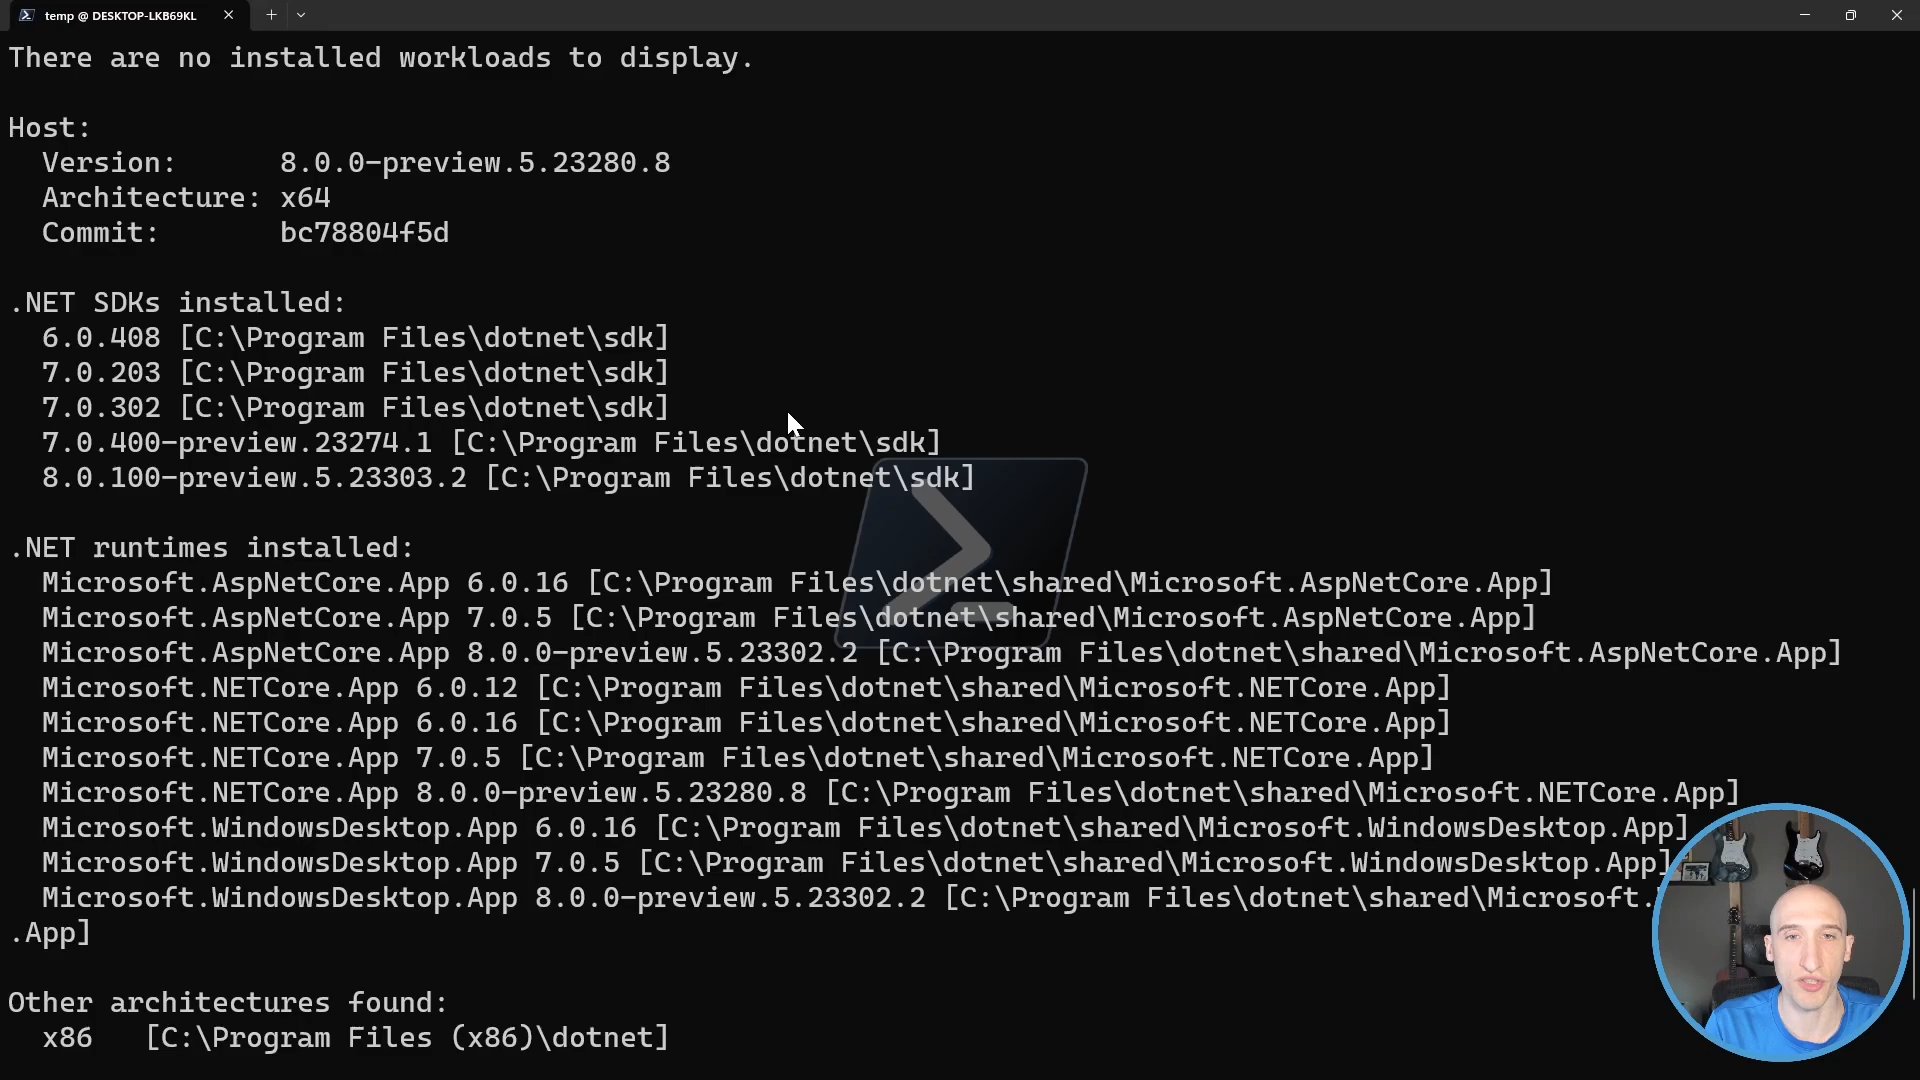 temp @ DESKTOP-LKB69KL
There are no installed workloads to display.
Host:
Version: 8.0.0-preview.5.23280.8
Architecture: x64
Commit: bc78804f5d
.NET SDKs installed:
6.0.408 [C:\Program Files\dotnet\sdk]
7.0.203 [C:\Program Files\dotnet\sdk]
7.0.302 [C:\Program Files\dotnet\sdk]
7.0.400-preview.23274.1 [C:\Program Files\dotnet\sdk]
8.0.100-preview.5.23303.2 [C:\Program Files\dotnet\sdk]
.NET runtimes installed:
Microsoft.AspNetCore.App 6.0.16 [C:\Program Files\dotnet\shared\Microsoft.AspNetCore.App]
Microsoft.AspNetCore.App 7.0.5 [C:\Program Files\dotnet\shared\Microsoft.AspNetCore.App]
Microsoft.AspNetCore.App 8.0.0-preview.5.23302.2 [C:\Program Files\dotnet\shared\Microsoft.AspNetCore.App]
Microsoft.NETCore.App 6.0.12 [C:\Program Files\dotnet\shared\Microsoft.NETCore.App]
Microsoft.NETCore.App 6.0.16 [C:\Program Files\dotnet\shared\Microsoft.NETCore.App]
Microsoft.NETCore.App 7.0.5 [C:\Program Files\dotnet\shared\Microsoft.NETCore.App]
Microsoft.NETCore.App 8.0.0-preview.5.23280.8 [C:\Program Files\dotnet\shared\Microsoft.NETCore.App]
Microsoft.WindowsDesktop.App 6.0.16 [C:\Program Files\dotnet\shared\Microsoft.WindowsDesktop.App]
Microsoft.WindowsDesktop.App 7.0.5 [C:\Program Files\dotnet\shared\Microsoft.WindowsDesktop.App]
Microsoft.WindowsDesktop.App 8.0.0-preview.5.23302.2 [C:\Program Files\dotnet\shared\Microsoft.
.App]
Other architectures found:
x86 [C:\Program Files (x86)\dotnet]